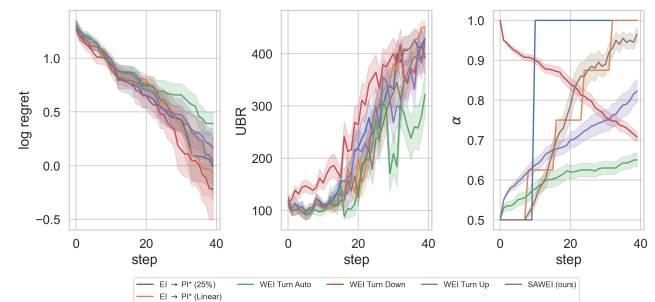 log regret
1.0
0.5
0.0
−0.5
0
20
40
step
UBR
400
300
200
100
0
20
40
step
α
1.0
0.9
0.8
0.7
0.6
0.5
0
20
40
step
EI → PI* (25%)
EI → PI* (Linear)
WEI Turn Auto
WEI Turn Down
WEI Turn Up
SAWEI (ours)